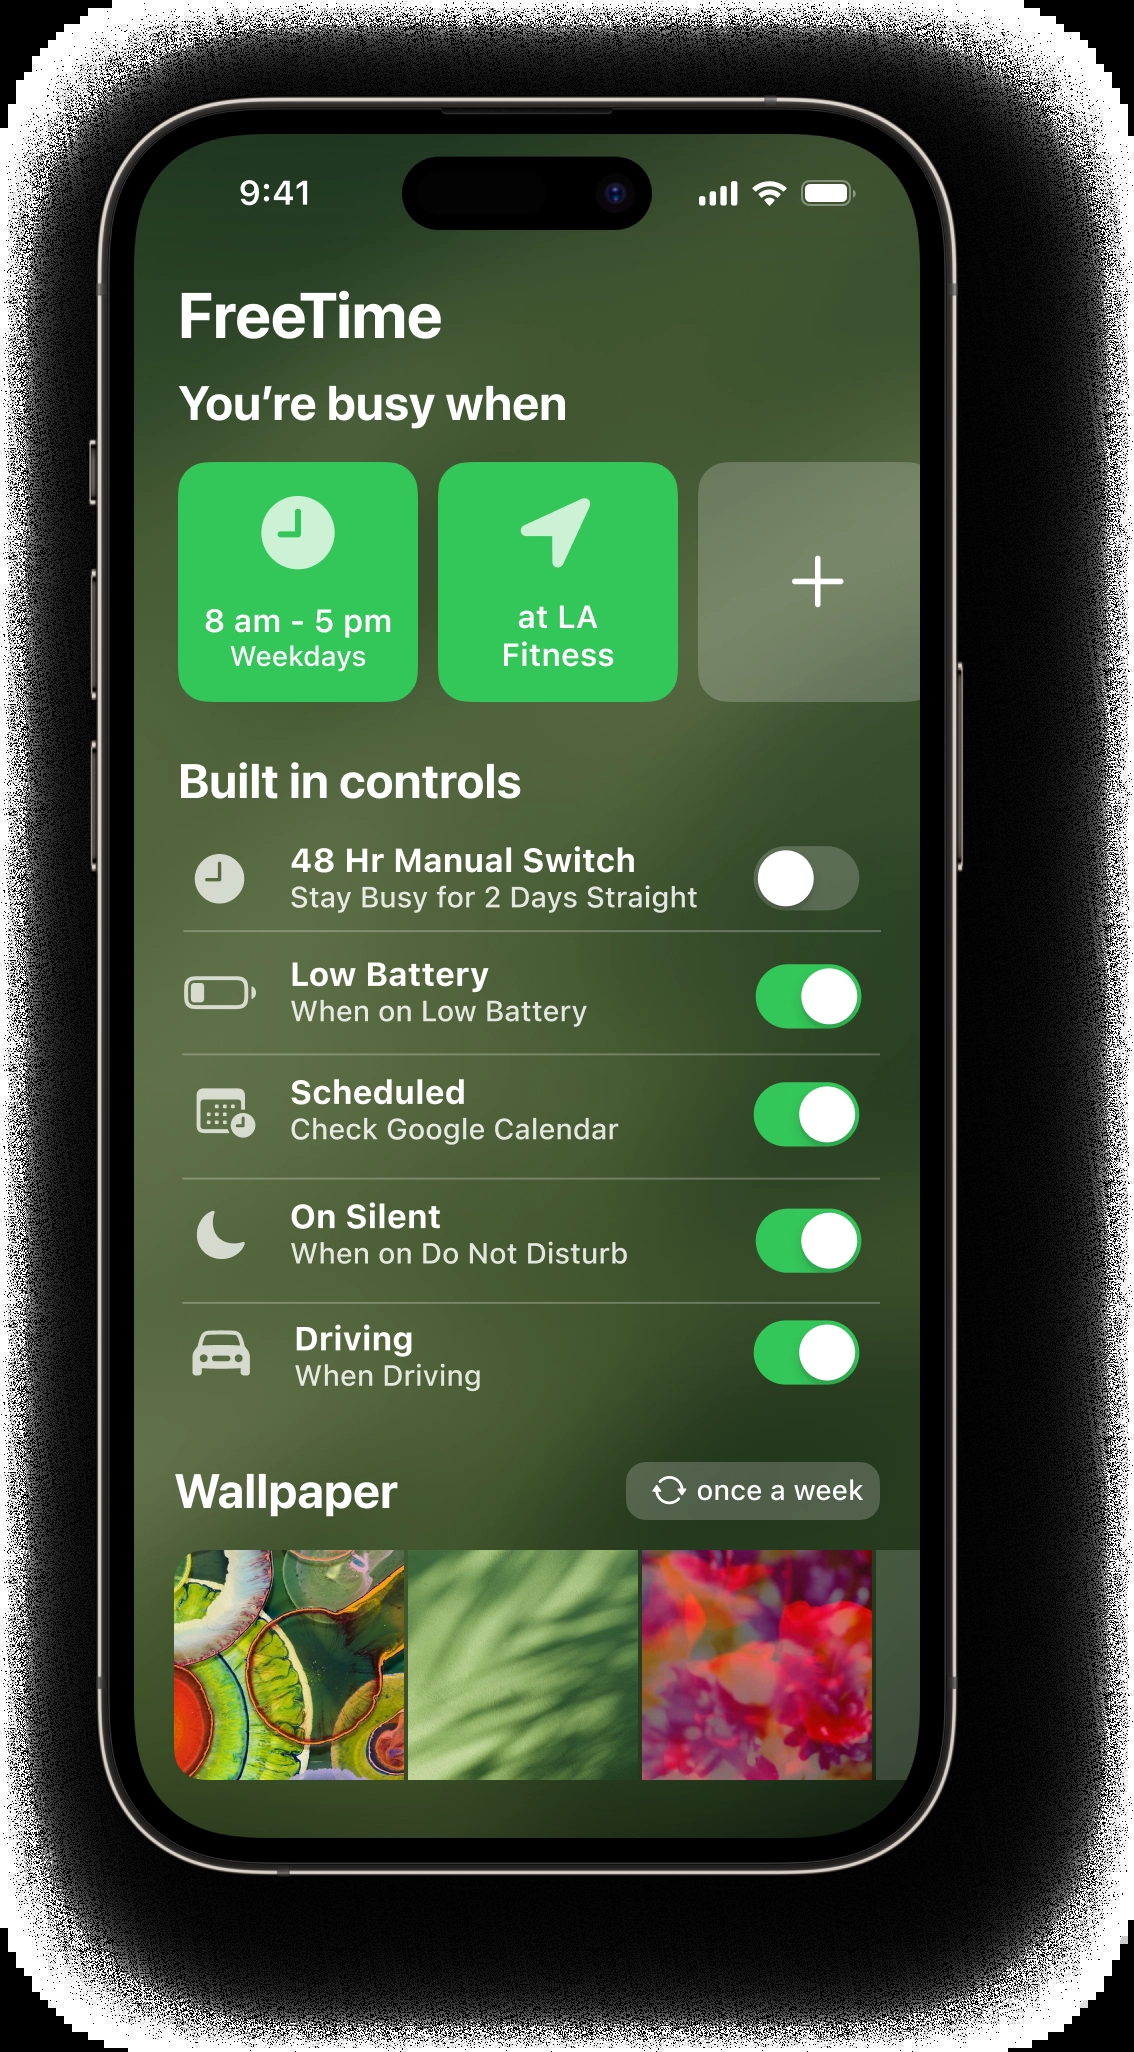 9:41
FreeTime
You’re busy when
8 am - 5 pm
Weekdays
at LA
Fitness
Built in controls
48 Hr Manual Switch
Stay Busy for 2 Days Straight
Low Battery
When on Low Battery
Scheduled
Check Google Calendar
On Silent
When on Do Not Disturb
Driving
When Driving
Wallpaper
once a week